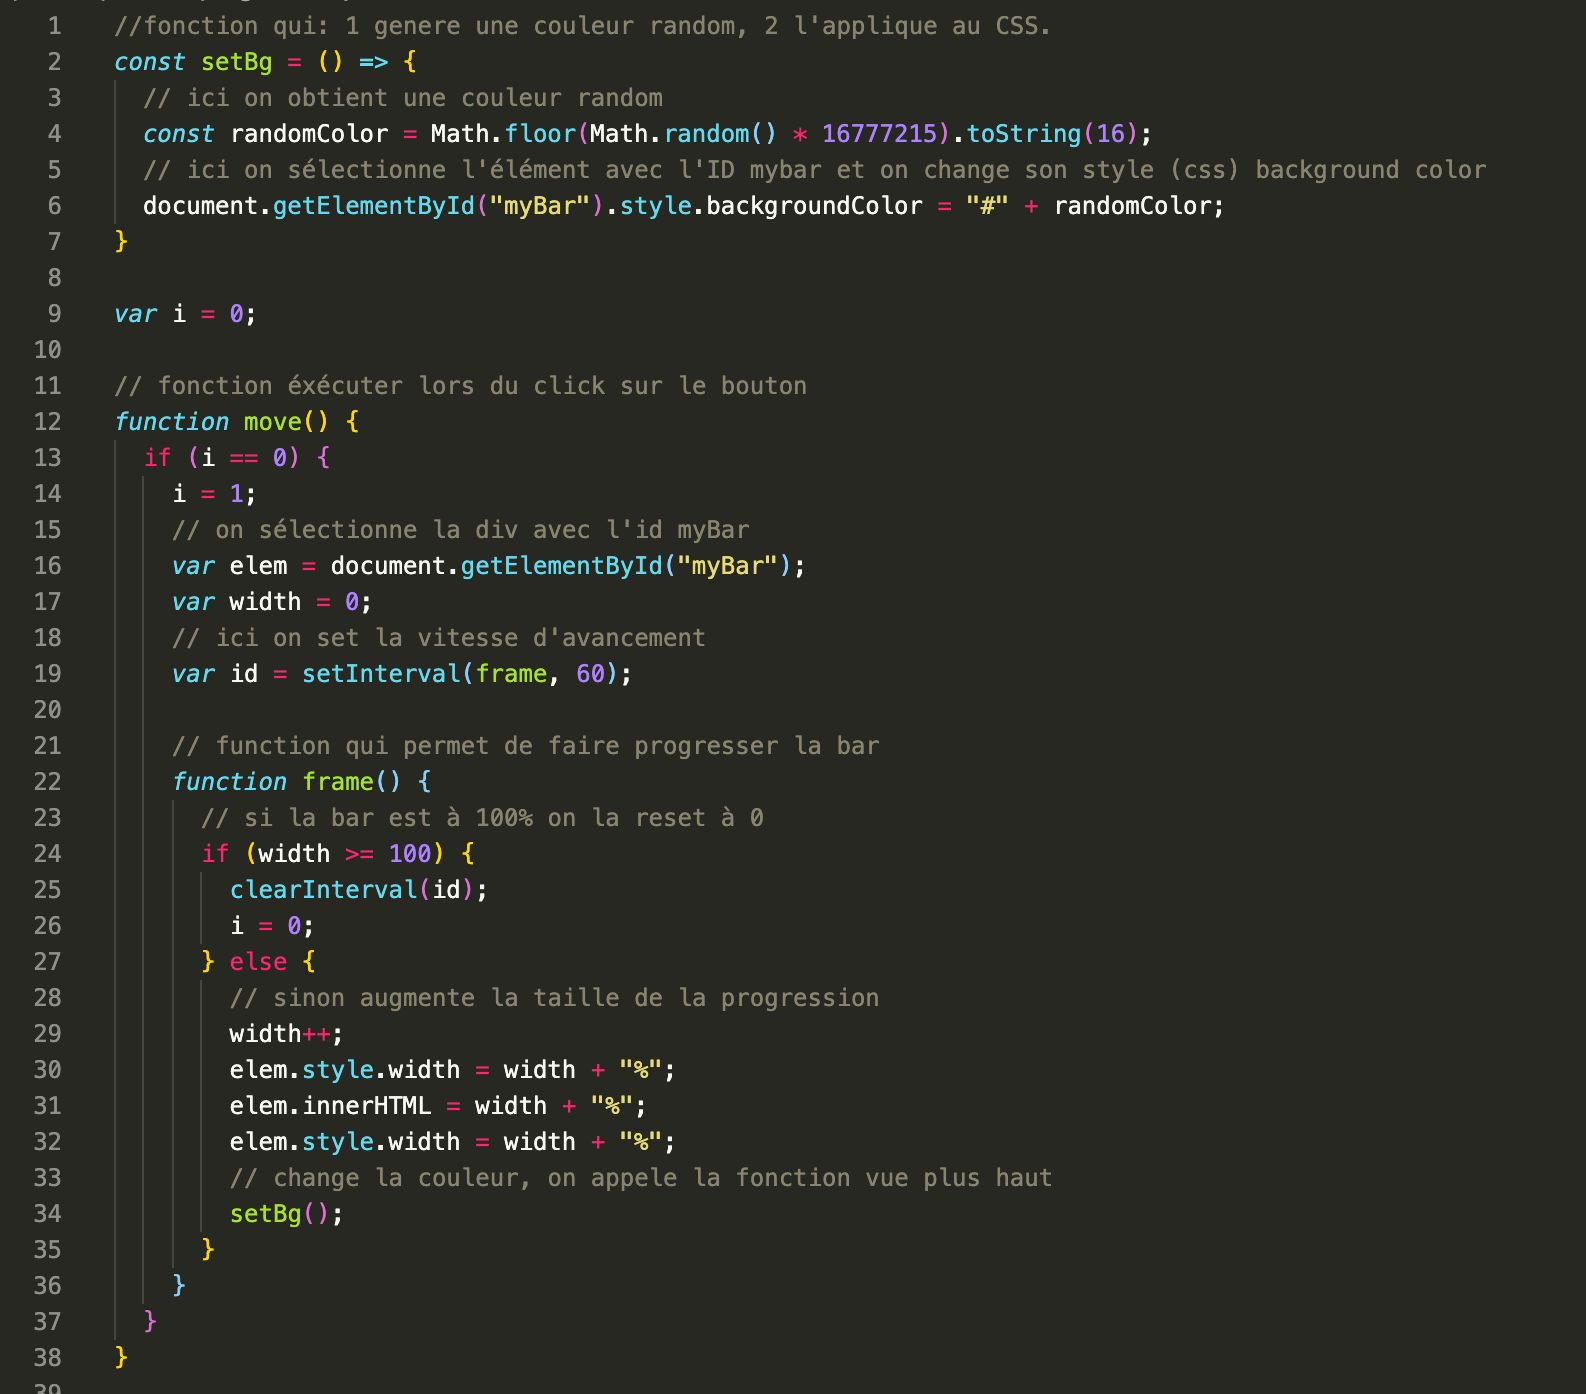 1 //fonction qui: 1 genere une couleur random, 2 l'applique au CSS.
2 const setBg = () => {
3 // ici on obtient une couleur random
4 const randomColor = Math.floor(Math.random() * 16777215).toString(16);
5 // ici on sélectionne l'élément avec l'ID mybar et on change son style (css) background color
6 document.getElementById("myBar").style.backgroundColor = "#" + randomColor;
7 }
8
9 var i = 0;
10
11 // fonction éxécuter lors du click sur le bouton
12 function move() {
13 if (i == 0) {
14 i = 1;
15 // on sélectionne la div avec l'id myBar
16 var elem = document.getElementById("myBar");
17 var width = 0;
18 // ici on set la vitesse d'avancement
19 var id = setInterval(frame, 60);
20
21 // function qui permet de faire progresser la bar
22 function frame() {
23 // si la bar est à 100% on la reset à 0
24 if (width >= 100) {
25 clearInterval(id);
26 i = 0;
27 } else {
28 // sinon augmente la taille de la progression
29 width++;
30 elem.style.width = width + "%";
31 elem.innerHTML = width + "%";
32 elem.style.width = width + "%";
33 // change la couleur, on appele la fonction vue plus haut
34 setBg();
35 }
36 }
37 }
38 }
39